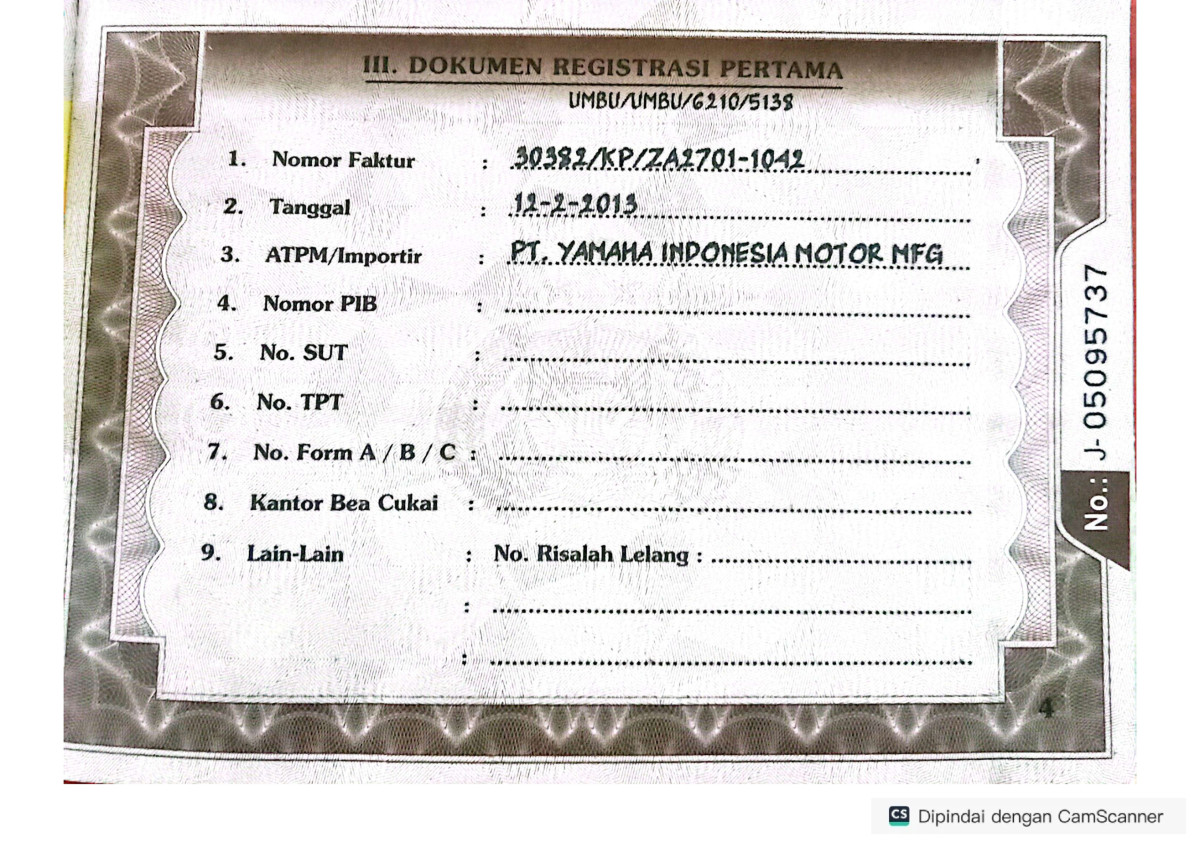 III. DOKUMEN REGISTRASI PERTAMA
UMBU/UMBU/6210/5138
1. Nomor Faktur : 30382/KP/ZA2701-1042
2. Tanggal : 12-2-2013
3. ATPM/Importir : PT. YAMAHA INDONESIA MOTOR MFG
4. Nomor PIB :
5. No. SUT :
6. No. TPT :
7. No. Form A / B / C :
8. Kantor Bea Cukai :
9. Lain-Lain : No. Risalah Lelang :
:
:
4
No.: J- 05095737
CS Dipindai dengan CamScanner